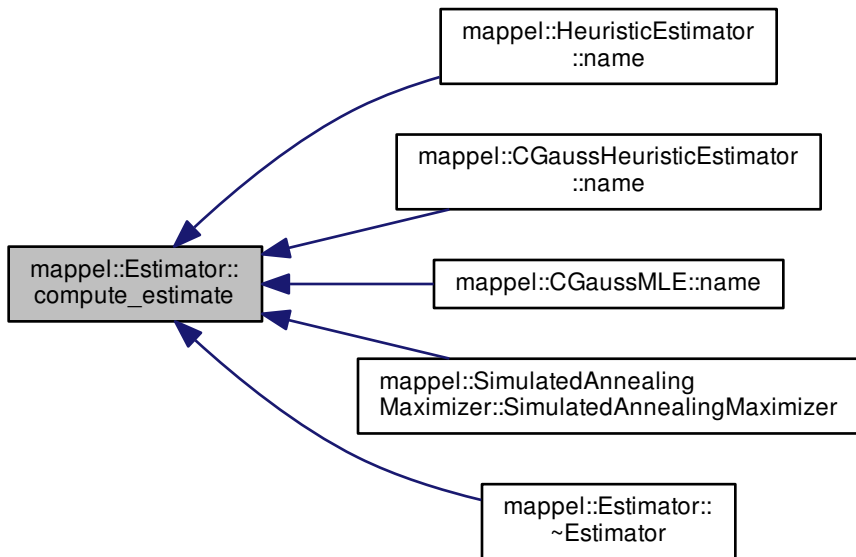 mappel::HeuristicEstimator
::name
mappel::CGaussHeuristicEstimator
::name
mappel::Estimator::
compute_estimate
mappel::CGaussMLE::name
mappel::SimulatedAnnealing
Maximizer::SimulatedAnnealingMaximizer
mappel::Estimator::
~Estimator